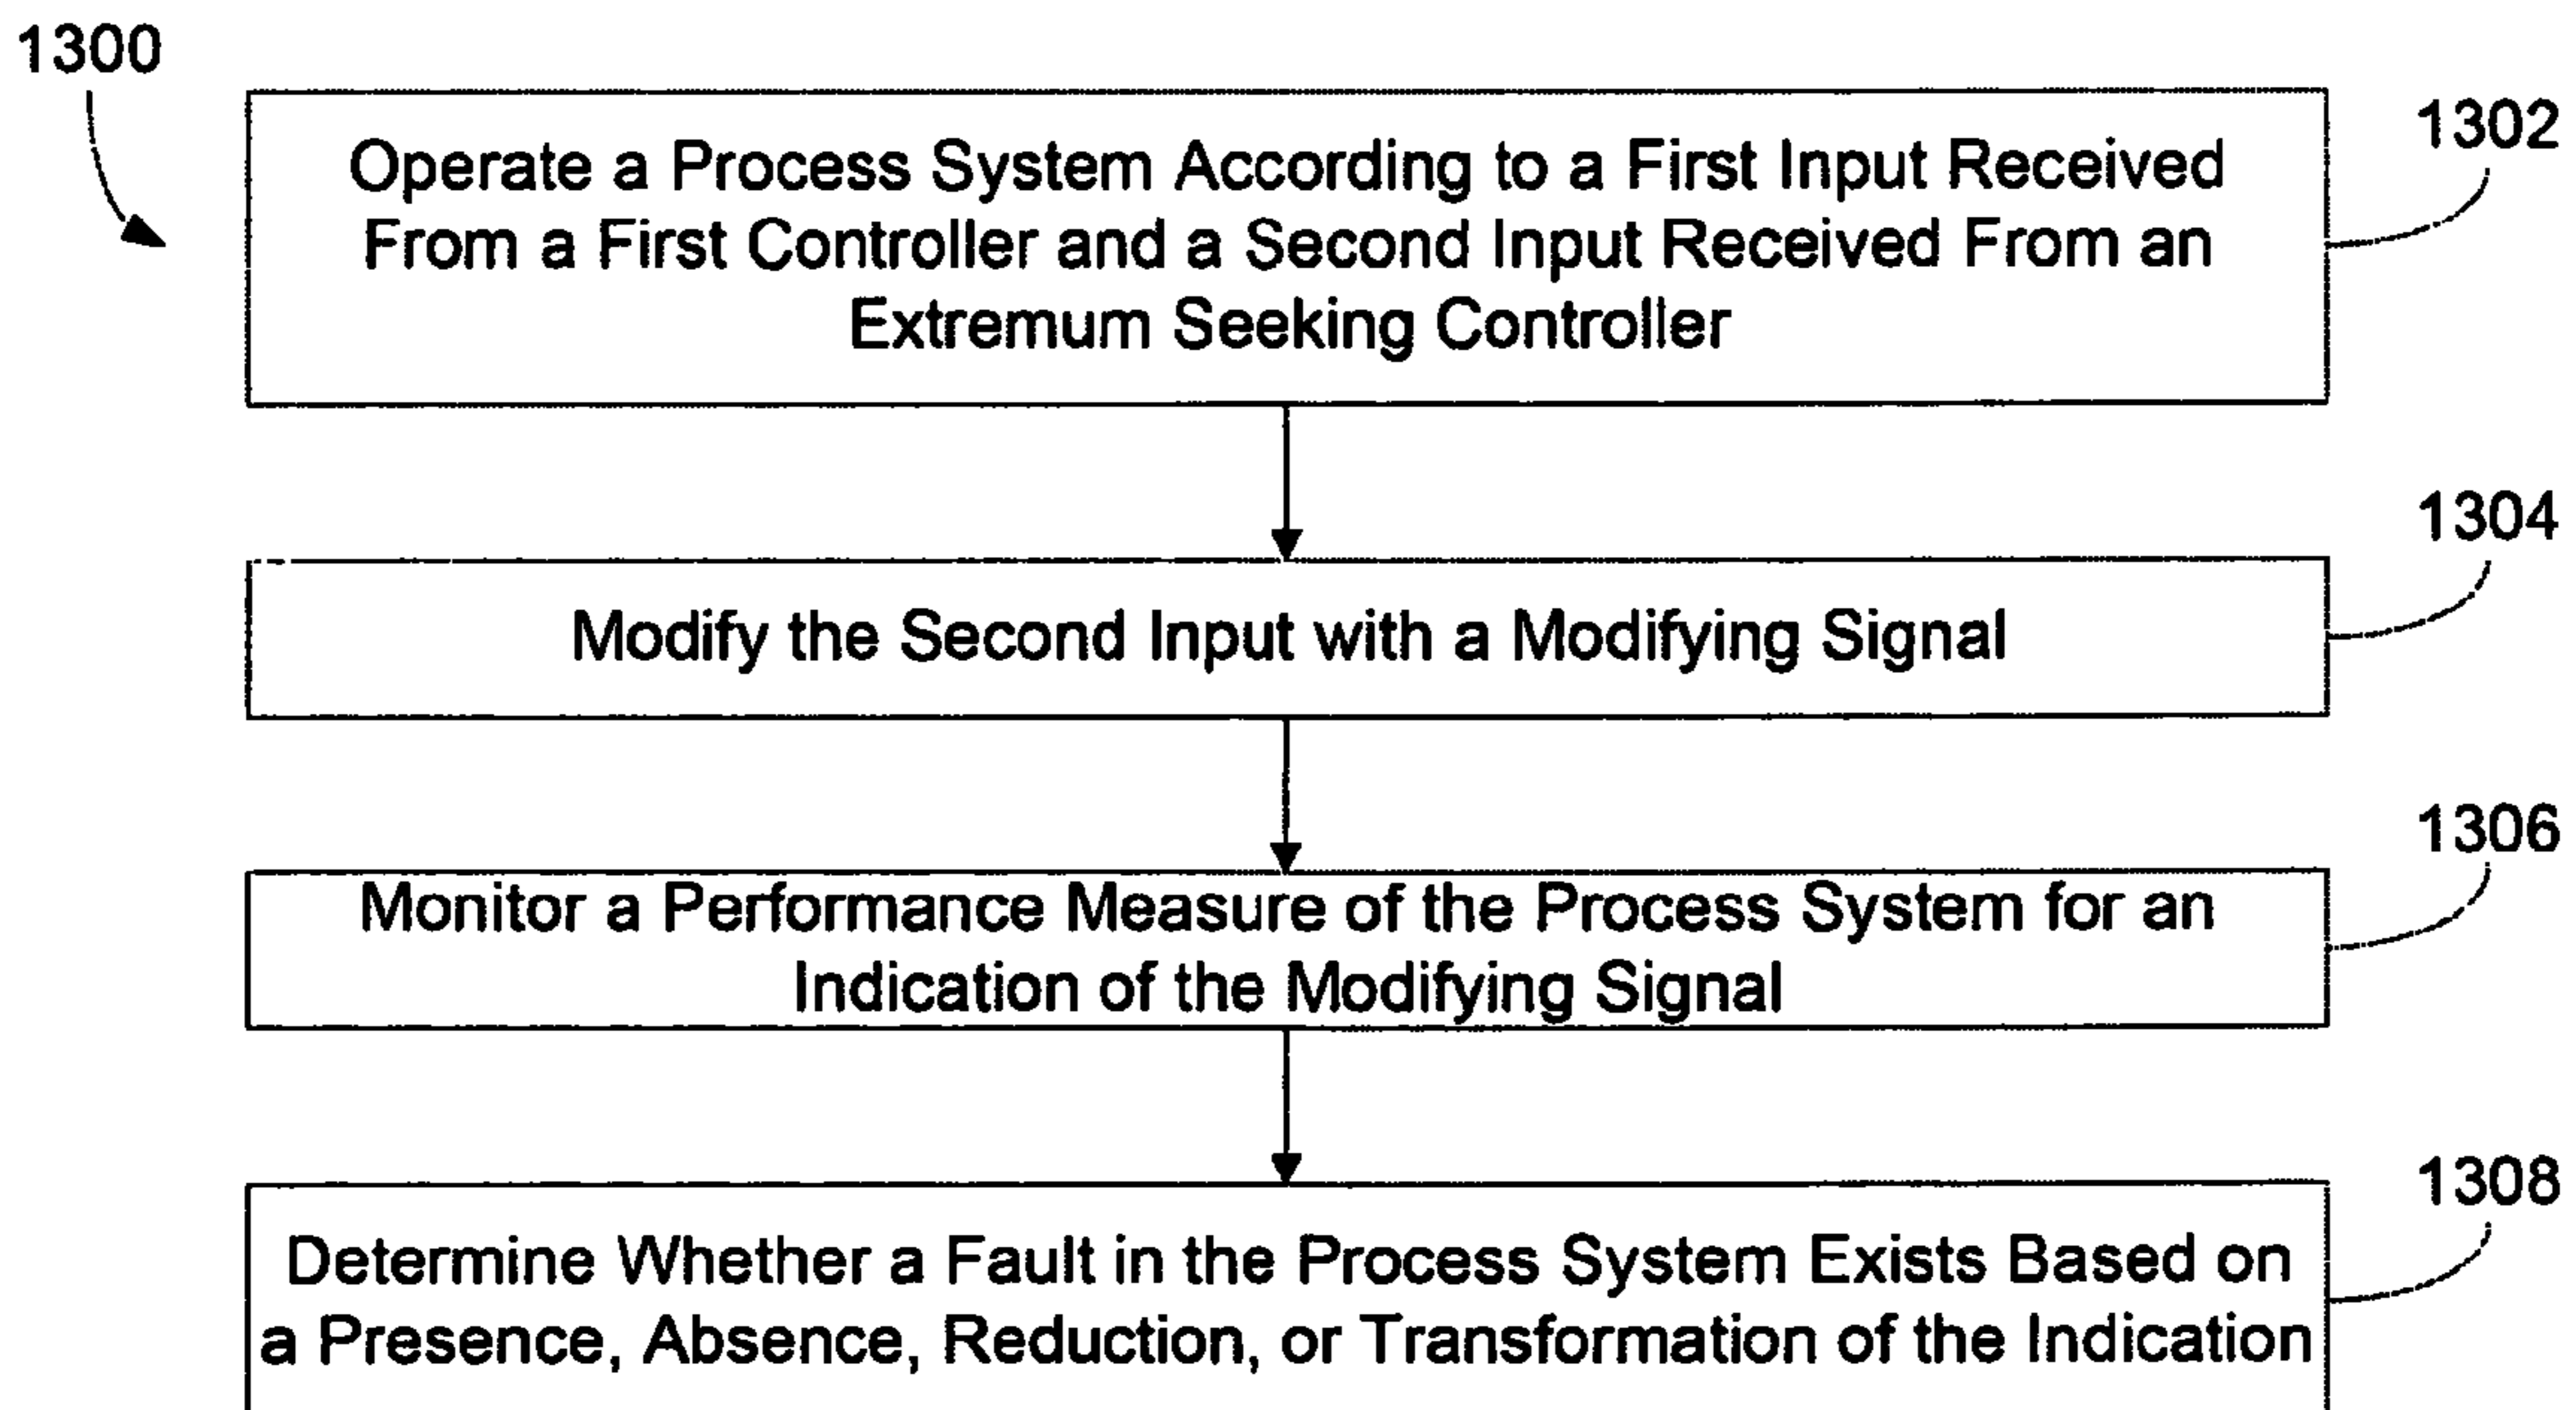 1300
1302
Operate a Process System According to a First Input Received
From a First Controller and a Second Input Received From an
Extremum Seeking Controller
1304
Modify the Second Input with a Modifying Signal
1306
Monitor a Performance Measure of the Process System for an
Indication of the Modifying Signal
1308
Determine Whether a Fault in the Process System Exists Based on
a Presence, Absence, Reduction, or Transformation of the Indication